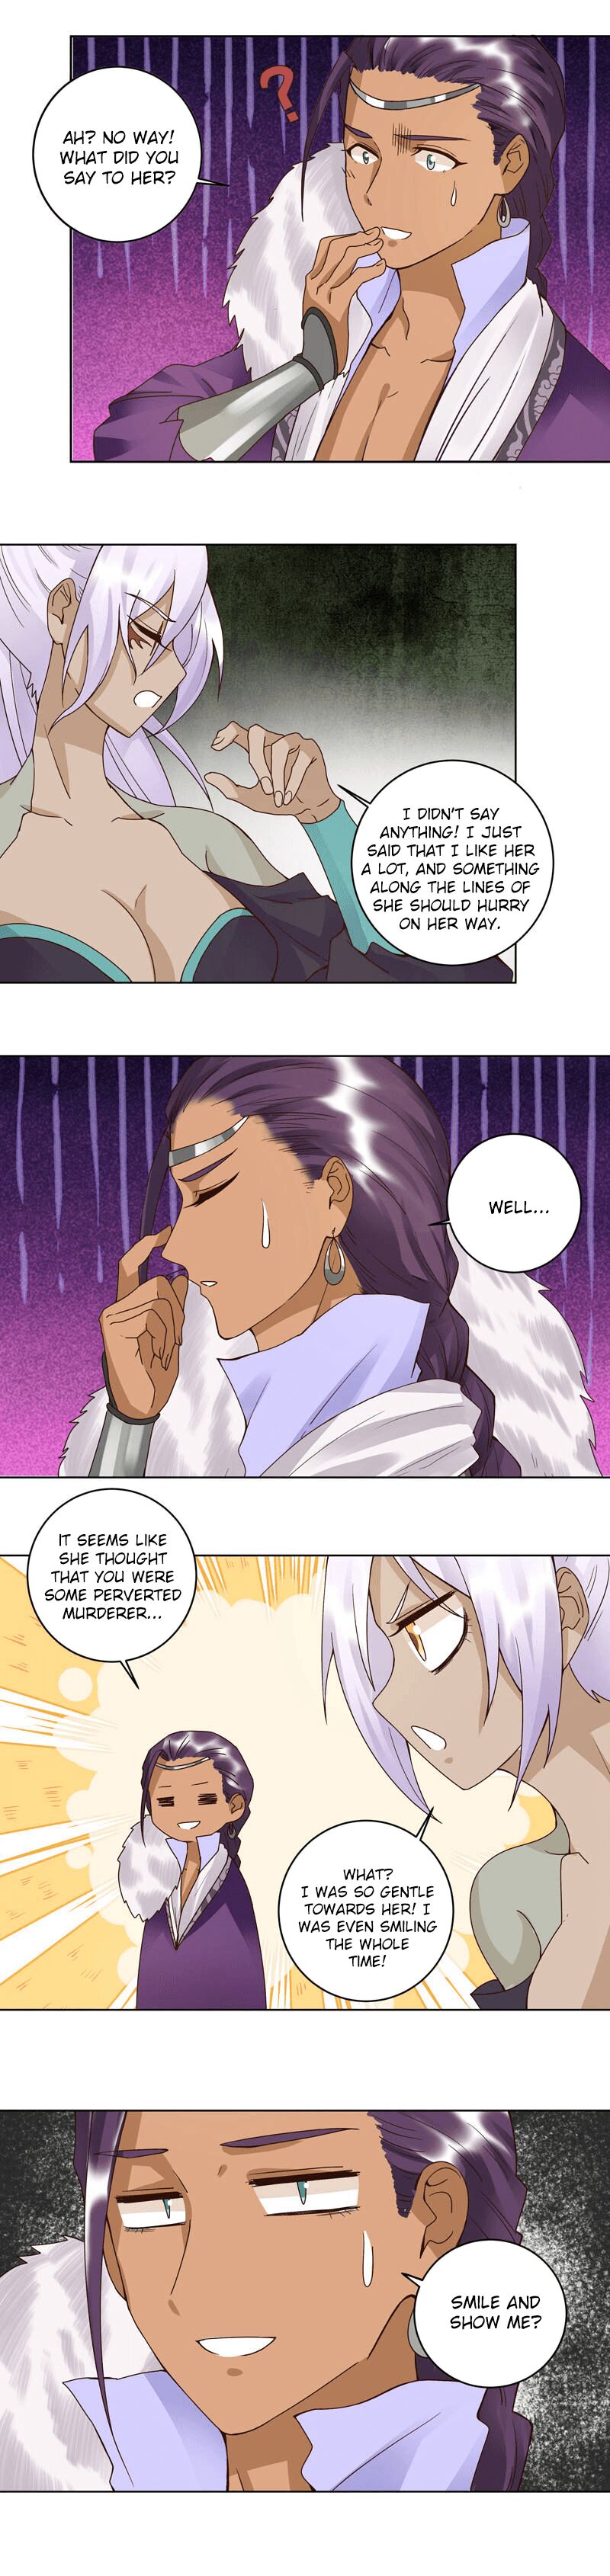 ?
AH? NO WAY!
WHAT DID YOU
SAY TO HER?
I DIDN'T SAY
ANYTHING! I JUST
SAID THAT I LIKE HER
A LOT, AND SOMETHING
ALONG THE LINES OF
SHE SHOULD HURRY
ON HER WAY.
WELL...
IT SEEMS LIKE
SHE THOUGHT
THAT YOU WERE
SOME PERVERTED
MURDERER...
WHAT?
I WAS SO GENTLE
TOWARDS HER! I
WAS EVEN SMILING
THE WHOLE
TIME!
SMILE AND
SHOW ME?